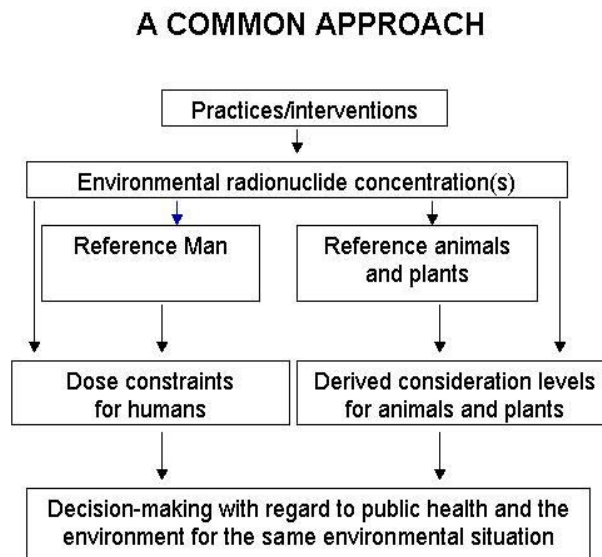 A COMMON APPROACH
Practices/interventions
Environmental radionuclide concentration(s)
Reference Man
Reference animals
and plants
Dose constraints
for humans
Derived consideration levels
for animals and plants
Decision-making with regard to public health and the
environment for the same environmental situation